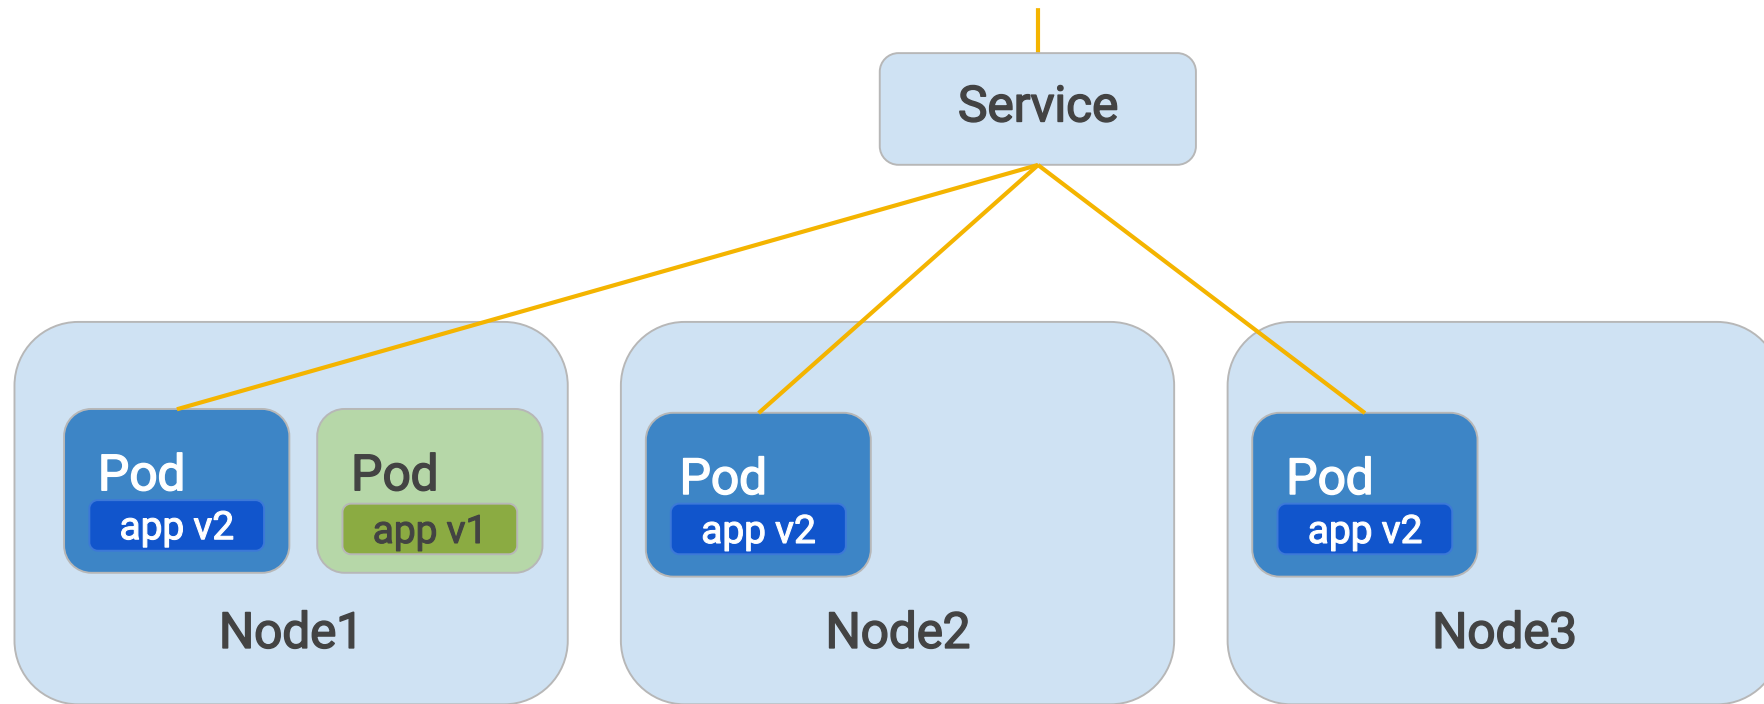 Service
Pod
app v2
Pod
app v1
Node1
Pod
app v2
Node2
Pod
app v2
Node3